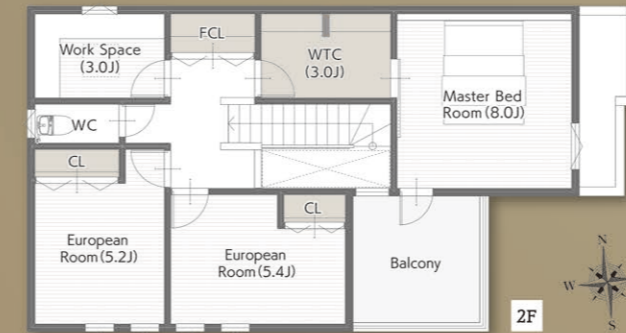 Work Space
(3.0J)
FCL
WTC
(3.0J)
Master Bed
Room (8.0J)
WC
CL
European
Room (5.2J)
CL
European
Room (5.4J)
Balcony
N
W
S
2F